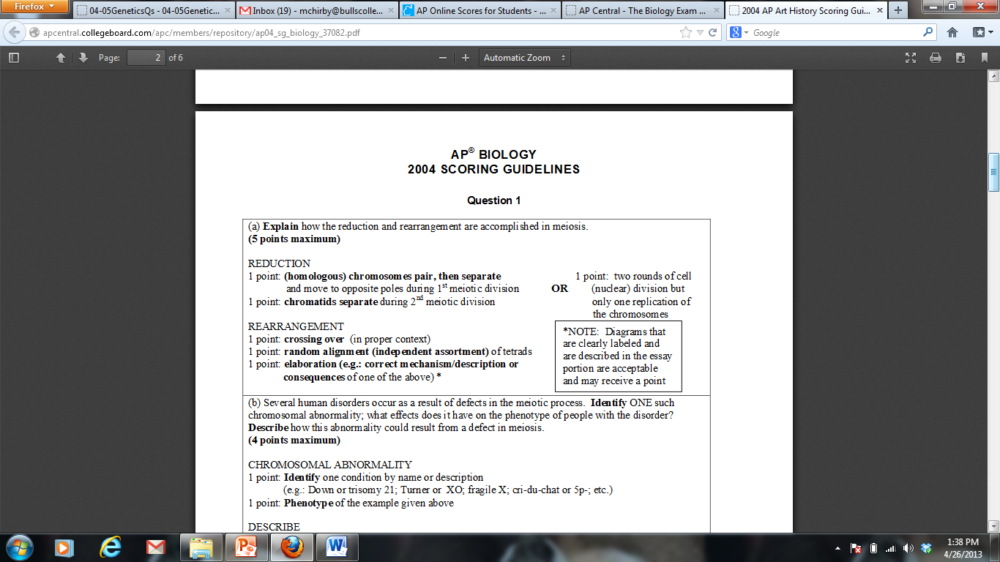 Firefox
04-05GeneticsQs - 04-05Genetic...
Inbox (19) - mchirby@bullscolle...
AP Online Scores for Students - ...
AP Central - The Biology Exam ...
2004 AP Art History Scoring Gui...
apcentral.collegeboard.com/apc/members/repository/ap04_sg_biology_37082.pdf
Google
Page: 2 of 6
Automatic Zoom
AP® BIOLOGY
2004 SCORING GUIDELINES
Question 1
(a) Explain how the reduction and rearrangement are accomplished in meiosis.
(5 points maximum)
REDUCTION
1 point: (homologous) chromosomes pair, then separate
and move to opposite poles during 1st meiotic division
1 point: chromatids separate during 2nd meiotic division
OR
1 point: two rounds of cell
(nuclear) division but
only one replication of
the chromosomes
REARRANGEMENT
1 point: crossing over (in proper context)
1 point: random alignment (independent assortment) of tetrads
1 point: elaboration (e.g.: correct mechanism/description or
consequences of one of the above) *
*NOTE: Diagrams that
are clearly labeled and
are described in the essay
portion are acceptable
and may receive a point
(b) Several human disorders occur as a result of defects in the meiotic process. Identify ONE such
chromosomal abnormality; what effects does it have on the phenotype of people with the disorder?
Describe how this abnormality could result from a defect in meiosis.
(4 points maximum)
CHROMOSOMAL ABNORMALITY
1 point: Identify one condition by name or description
(e.g.: Down or trisomy 21; Turner or XO; fragile X; cri-du-chat or 5p-; etc.)
1 point: Phenotype of the example given above
DESCRIBE
1:38 PM
4/26/2013